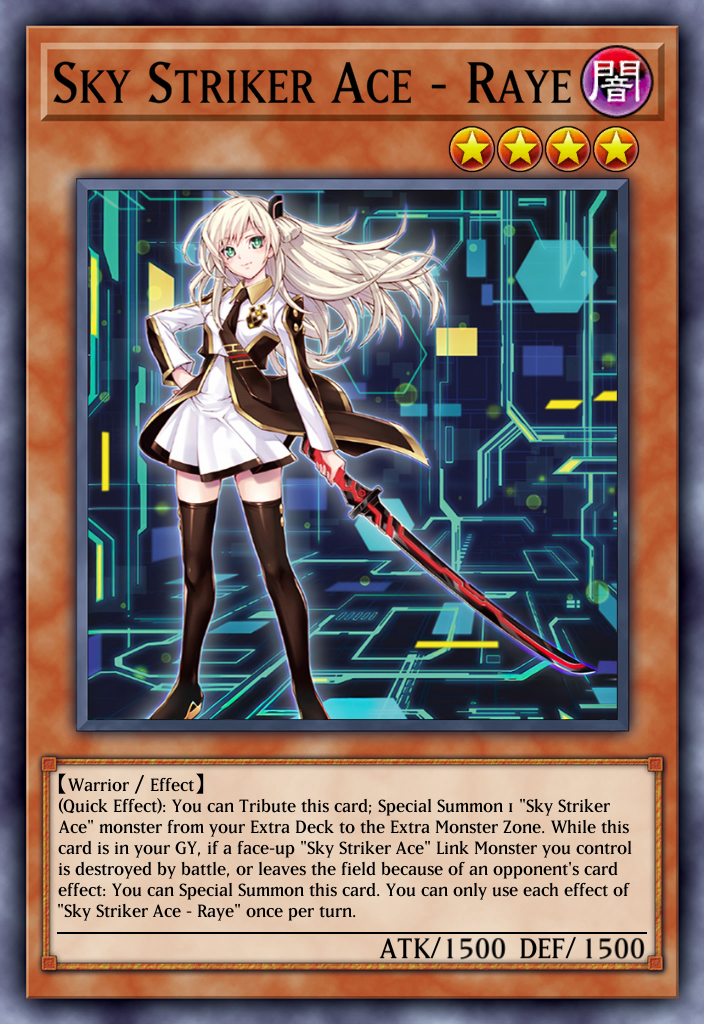 Sky Striker Ace - Raye
闇
【Warrior / Effect】
(Quick Effect): You can Tribute this card; Special Summon 1 "Sky Striker
Ace" monster from your Extra Deck to the Extra Monster Zone. While this
card is in your GY, if a face-up "Sky Striker Ace" Link Monster you control
is destroyed by battle, or leaves the field because of an opponent's card
effect: You can Special Summon this card. You can only use each effect of
"Sky Striker Ace - Raye" once per turn.
ATK/1500 DEF/1500